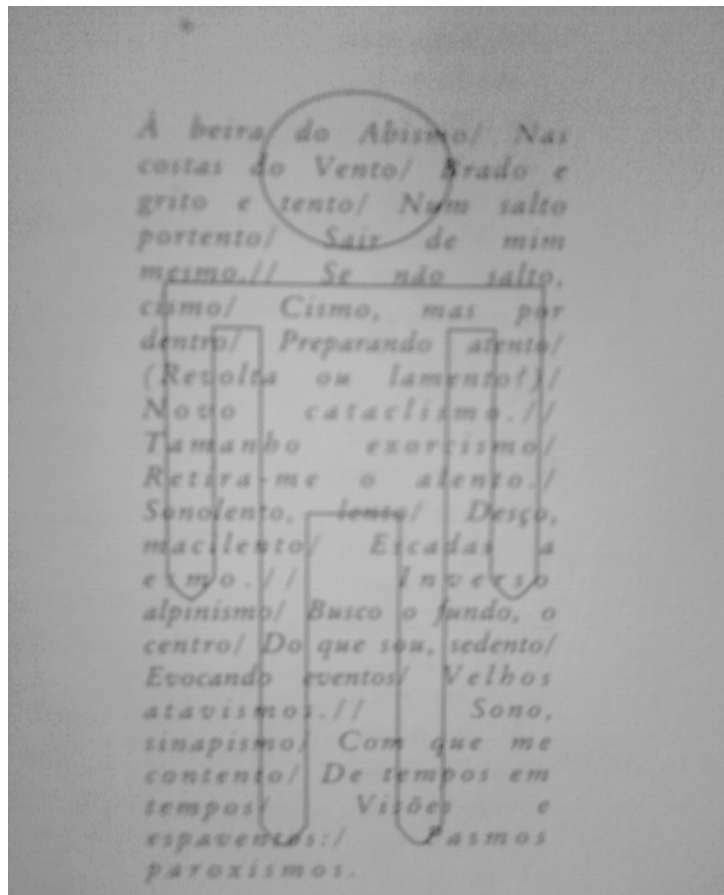 À beira do Abismo/ Nas
costas do Vento/ Brado e
grito e tento/ Num salto
portento/ Sair de mim
mesmo.// Se não salto,
cismo/ Cismo, mas por
dentro/ Preparando atento/
(Revolta ou lamento?)/
Novo cataclismo.//
Tamanho exorcismo/
Retira-me o alento./
Sonolento, lento/ Desço,
macilento/ Escadas a
esmo.// Inverso
alpinismo/ Busco o fundo, o
centro/ Do que sou, sedento/
Evocando eventos/ Velhos
atavismos.// Sono,
sinapismo/ Com que me
contento/ De tempos em
tempos/ Visões e
espaventos:/ Pasmos
paroxismos.